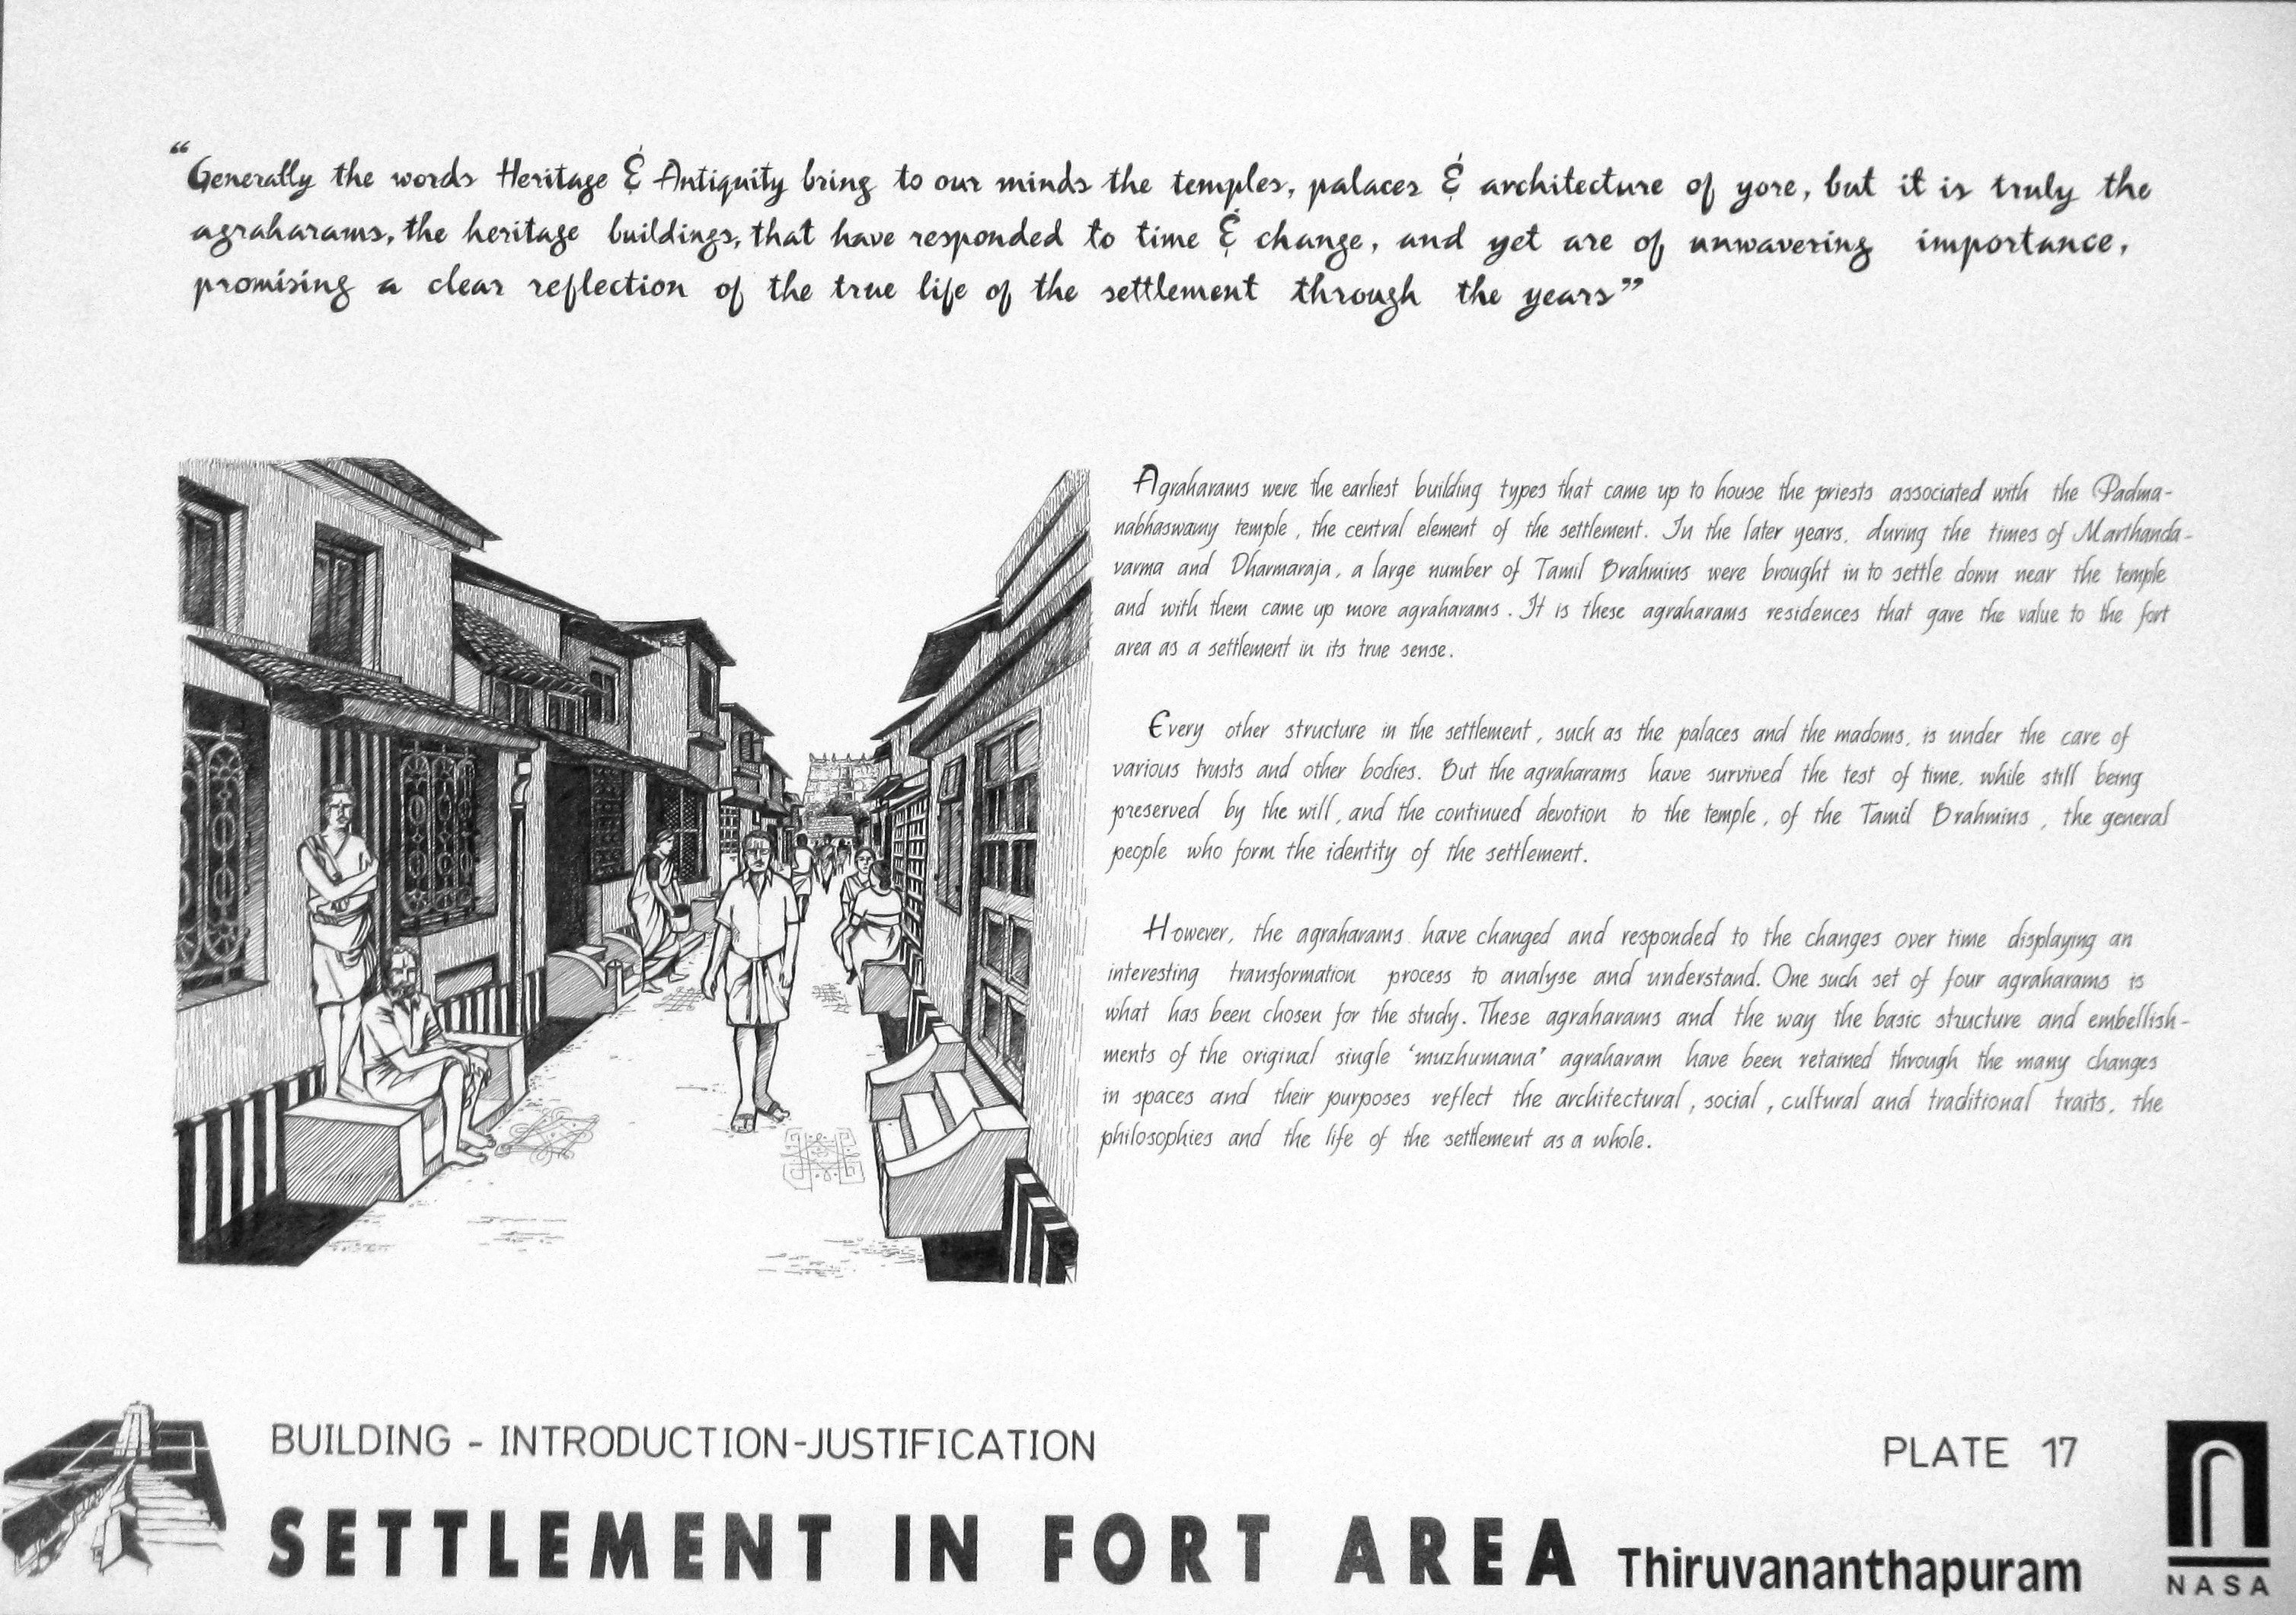 “Generally the words Heritage & Antiquity bring to our minds the temples, palaces & architecture of yore, but it is truly the
agraharams, the heritage buildings, that have responded to time & change, and yet are of unwavering importance,
promising a clear reflection of the true life of the settlement through the years”
Agraharams were the earliest building types that came up to house the priests associated with the Padma-
nabhaswamy temple, the central element of the settlement. In the later years, during the times of Marthanda-
varma and Dharmaraja, a large number of Tamil Brahmins were brought in to settle down near the temple
and with them came up more agraharams. It is these agraharams residences that gave the value to the fort
area as a settlement in its true sense.
Every other structure in the settlement, such as the palaces and the madoms, is under the care of
various trusts and other bodies. But the agraharams have survived the test of time, while still being
preserved by the will, and the continued devotion to the temple, of the Tamil Brahmins, the general
people who form the identity of the settlement.
However, the agraharams have changed and responded to the changes over time displaying an
interesting transformation process to analyse and understand. One such set of four agraharams is
what has been chosen for the study. These agraharams and the way the basic structure and embellish-
ments of the original single ‘muzhumana’ agraharam have been retained through the many changes
in spaces and their purposes reflect the architectural, social, cultural and traditional traits, the
philosophies and the life of the settlement as a whole.
BUILDING - INTRODUCTION-JUSTIFICATION
PLATE 17
SETTLEMENT IN FORT AREA Thiruvananthapuram
NASA